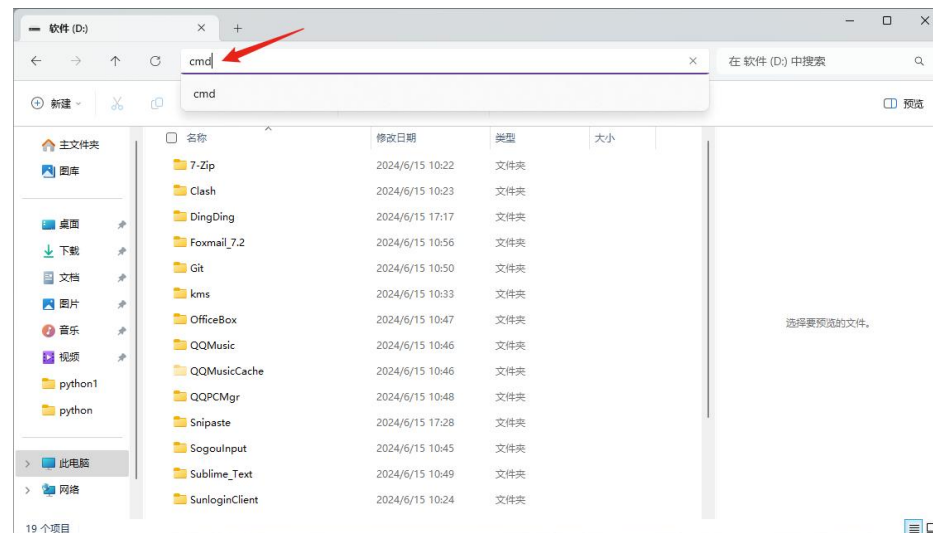 软件 (D:)
cmd
在 软件 (D:) 中搜索
cmd
新建
预览
主文件夹
图库
桌面
下载
文档
图片
音乐
视频
python1
python
此电脑
网络
名称 修改日期 类型 大小
7-Zip 2024/6/15 10:22 文件夹
Clash 2024/6/15 10:23 文件夹
DingDing 2024/6/15 17:17 文件夹
Foxmail_7.2 2024/6/15 10:56 文件夹
Git 2024/6/15 10:50 文件夹
kms 2024/6/15 10:33 文件夹
OfficeBox 2024/6/15 10:47 文件夹
QQMusic 2024/6/15 10:46 文件夹
QQMusicCache 2024/6/15 10:46 文件夹
QQPCMgr 2024/6/15 10:48 文件夹
Snipaste 2024/6/15 17:28 文件夹
SogouInput 2024/6/15 10:45 文件夹
Sublime_Text 2024/6/15 10:49 文件夹
SunloginClient 2024/6/15 10:24 文件夹
选择要预览的文件。
19 个项目